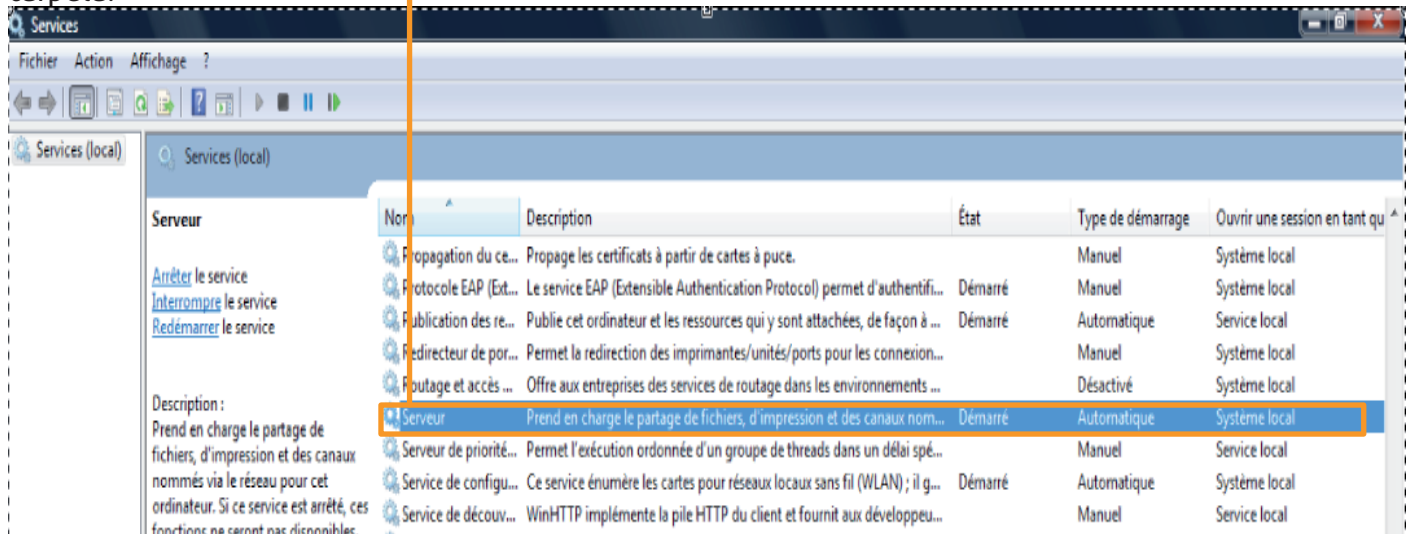 Services
Fichier Action Affichage ?
Services (local)
Services (local)
Serveur
Arrêter le service
Interrompre le service
Redémarrer le service
Description :
Prend en charge le partage de
fichiers, d'impression et des canaux
nommés via le réseau pour cet
ordinateur. Si ce service est arrêté, ces
fonctions ne seront pas disponibles.
Nom Description État Type de démarrage Ouvrir une session en tant qu
Propagation du ce... Propage les certificats à partir de cartes à puce. Manuel Système local
Protocole EAP (Ext... Le service EAP (Extensible Authentication Protocol) permet d'authentifi... Démarré Manuel Système local
Publication des re... Publie cet ordinateur et les ressources qui y sont attachées, de façon à ... Démarré Automatique Service local
Redirecteur de por... Permet la redirection des imprimantes/unités/ports pour les connexion... Manuel Système local
Routage et accès ... Offre aux entreprises des services de routage dans les environnements ... Désactivé Système local
Serveur Prend en charge le partage de fichiers, d'impression et des canaux nom... Démarré Automatique Système local
Serveur de priorité... Permet l'exécution ordonnée d'un groupe de threads dans un délai spé... Manuel Service local
Service de configu... Ce service énumère les cartes pour réseaux locaux sans fil (WLAN) ; il g... Démarré Automatique Système local
Service de découv... WinHTTP implémente la pile HTTP du client et fournit aux développeu... Manuel Service local